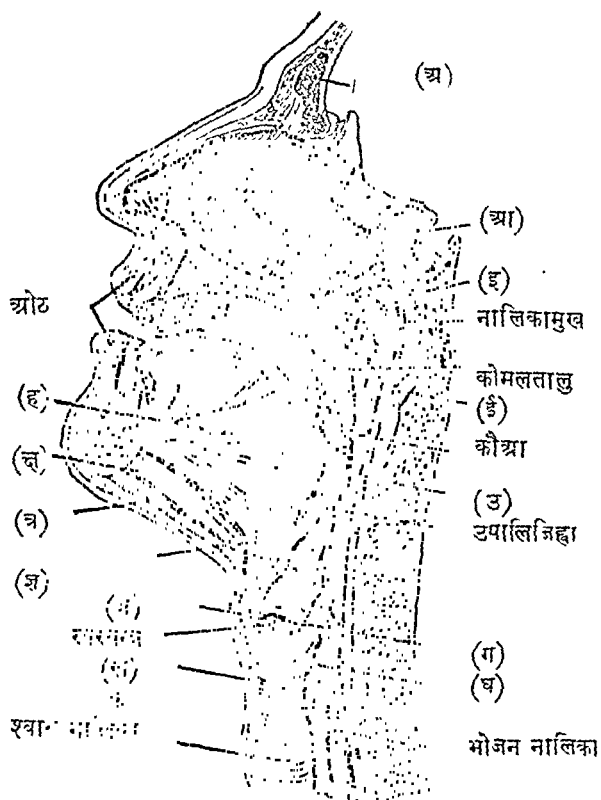 (अ)
(आ)
(इ)
नालिकामुख
ओठ
कोमलतालु
(ई)
(ह)
कौआ
(क्ष)
(उ)
(त्र)
उपालिजिह्वा
(ज्ञ)
(ग)
(घ)
भोजन नालिका